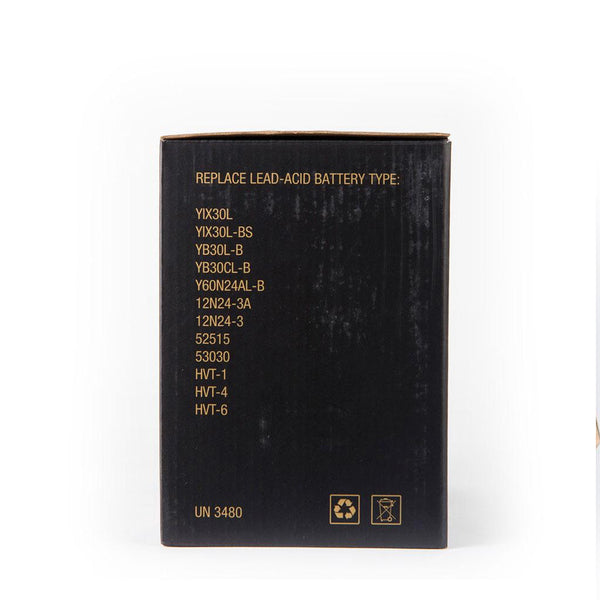 REPLACE LEAD-ACID BATTERY TYPE:
YIX30L
YIX30L-BS
YB30L-B
YB30CL-B
Y60N24AL-B
12N24-3A
12N24-3
52515
53030
HVT-1
HVT-4
HVT-6
UN 3480